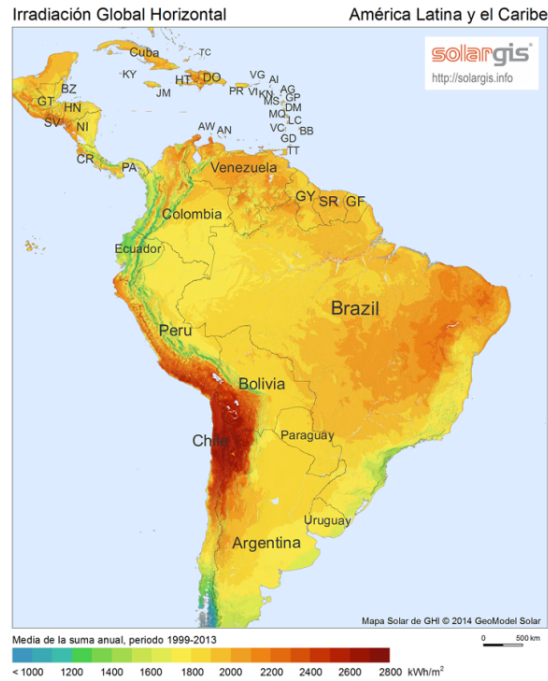 Irradiación Global Horizontal
América Latina y el Caribe
solargis
http://solargis.info
Cuba
TC
KY
JM
HT
DO
PR
VG
VI
AI
KN
AG
MS
GP
DM
MQ
LC
VC
BB
GD
TT
AW
AN
BZ
GT
HN
SV
NI
CR
PA
Venezuela
GY
SR
GF
Colombia
Ecuador
Brazil
Peru
Bolivia
Chile
Paraguay
Uruguay
Argentina
Mapa Solar de GHI © 2014 GeoModel Solar
Media de la suma anual, periodo 1999-2013
0 500 km
< 1000 1200 1400 1600 1800 2000 2200 2400 2600 2800 kWh/m²